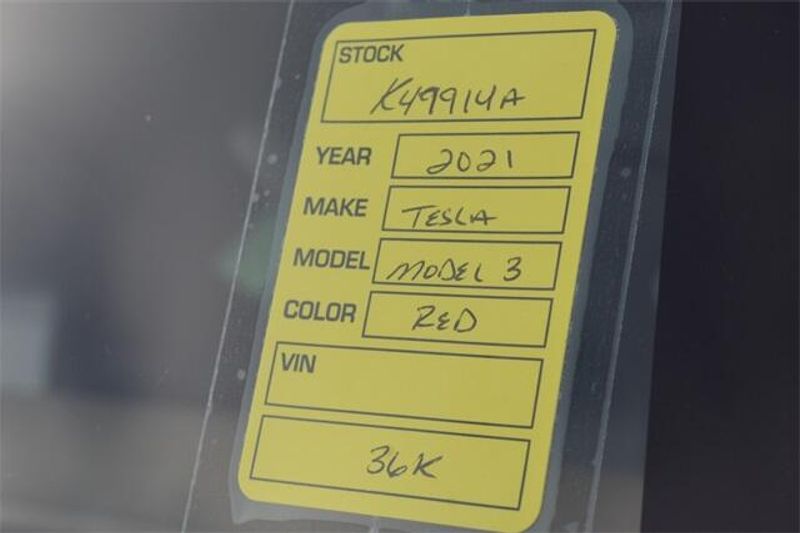 STOCK
K49914A
YEAR 2021
MAKE TESLA
MODEL MODEL 3
COLOR RED
VIN
36K